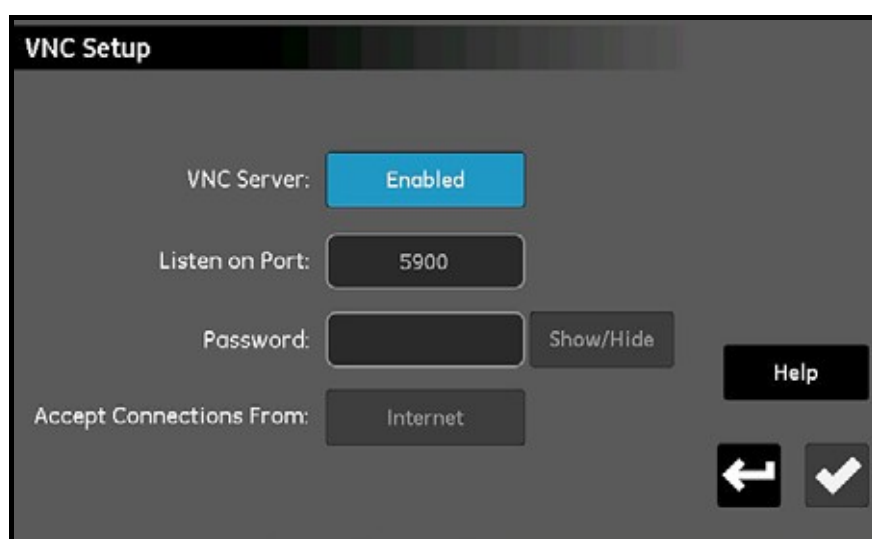 VNC Setup
VNC Server: Enabled
Listen on Port: 5900
Password: Show/Hide
Help
Accept Connections From: Internet